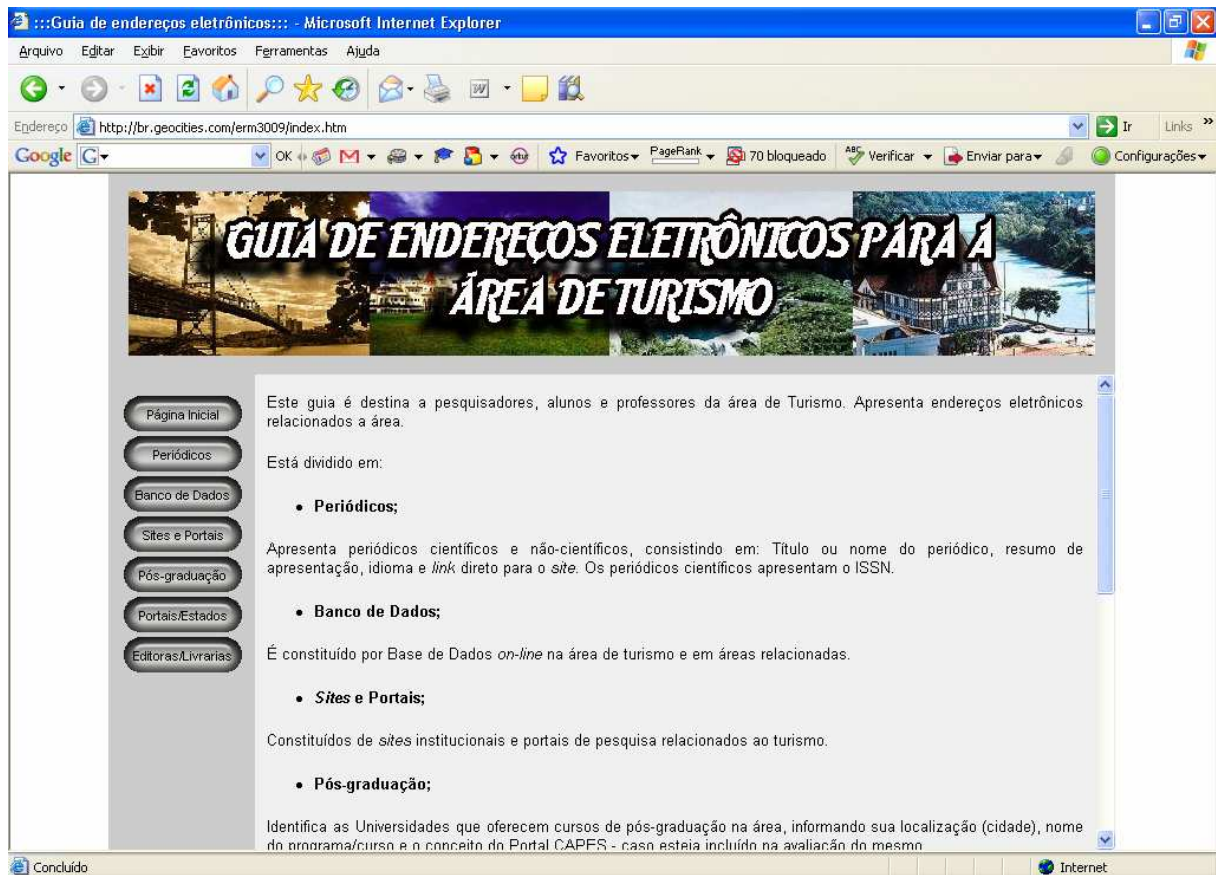 :::Guia de endereços eletrônicos::: - Microsoft Internet Explorer
Arquivo Editar Exibir Favoritos Ferramentas Ajuda
Endereço http://br.geocities.com/erm3009/index.htm Ir Links »
Google G OK Favoritos PageRank 70 bloqueado ABC Verificar Enviar para Configurações
GUIA DE ENDEREÇOS ELETRÔNICOS PARA A
ÁREA DE TURISMO
Página Inicial
Periódicos
Banco de Dados
Sites e Portais
Pós-graduação
Portais/Estados
Editoras/Livrarias
Este guia é destina a pesquisadores, alunos e professores da área de Turismo. Apresenta endereços eletrônicos
relacionados a área.
Está dividido em:
• Periódicos;
Apresenta periódicos científicos e não-científicos, consistindo em: Título ou nome do periódico, resumo de
apresentação, idioma e link direto para o site. Os periódicos científicos apresentam o ISSN.
• Banco de Dados;
É constituído por Base de Dados on-line na área de turismo e em áreas relacionadas.
• Sites e Portais;
Constituídos de sites institucionais e portais de pesquisa relacionados ao turismo.
• Pós-graduação;
Identifica as Universidades que oferecem cursos de pós-graduação na área, informando sua localização (cidade), nome
do programa/curso e o conceito do Portal CAPES - caso esteja incluído na avaliação do mesmo
Concluído Internet